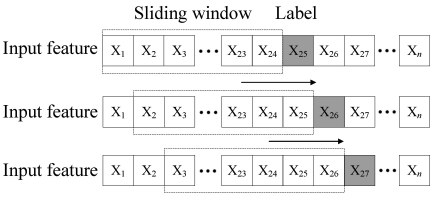 Sliding window Label
Input feature X₁ X₂ X₃ ••• X₂₃ X₂₄ X₂₅ X₂₆ X₂₇ ••• Xₙ
Input feature X₁ X₂ X₃ ••• X₂₃ X₂₄ X₂₅ X₂₆ X₂₇ ••• Xₙ
Input feature X₁ X₂ X₃ ••• X₂₃ X₂₄ X₂₅ X₂₆ X₂₇ ••• Xₙ